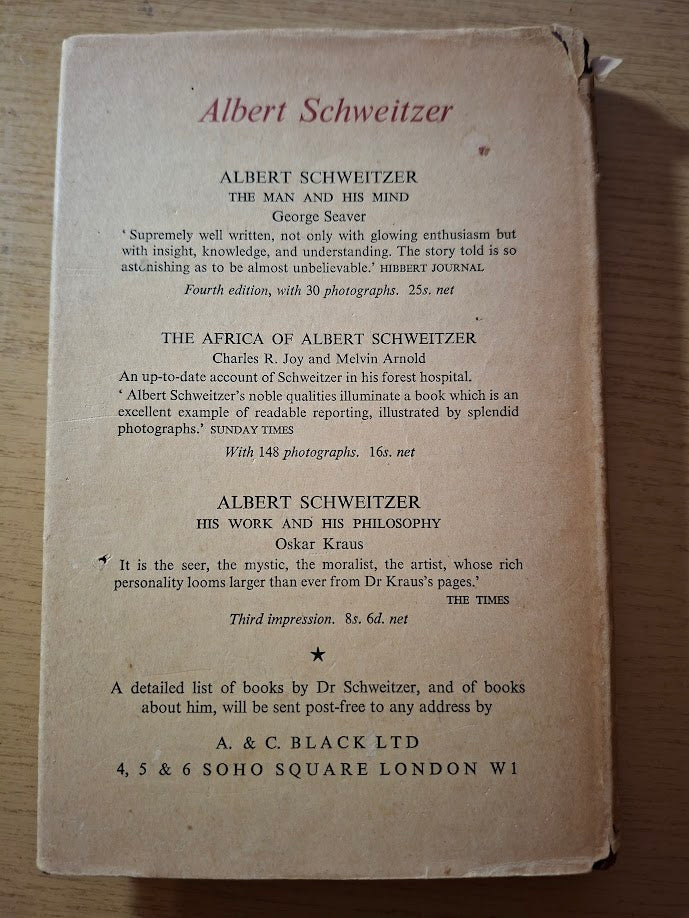 Albert Schweitzer
ALBERT SCHWEITZER
THE MAN AND HIS MIND
George Seaver
‘Supremely well written, not only with glowing enthusiasm but
with insight, knowledge, and understanding. The story told is so
astonishing as to be almost unbelievable.’ HIBBERT JOURNAL
Fourth edition, with 30 photographs. 25s. net
THE AFRICA OF ALBERT SCHWEITZER
Charles R. Joy and Melvin Arnold
An up-to-date account of Schweitzer in his forest hospital.
‘Albert Schweitzer’s noble qualities illuminate a book which is an
excellent example of readable reporting, illustrated by splendid
photographs.’ SUNDAY TIMES
With 148 photographs. 16s. net
ALBERT SCHWEITZER
HIS WORK AND HIS PHILOSOPHY
Oskar Kraus
‘It is the seer, the mystic, the moralist, the artist, whose rich
personality looms larger than ever from Dr Kraus’s pages.’
THE TIMES
Third impression. 8s. 6d. net
★
A detailed list of books by Dr Schweitzer, and of books
about him, will be sent post-free to any address by
A. & C. BLACK LTD
4, 5 & 6 SOHO SQUARE LONDON W1